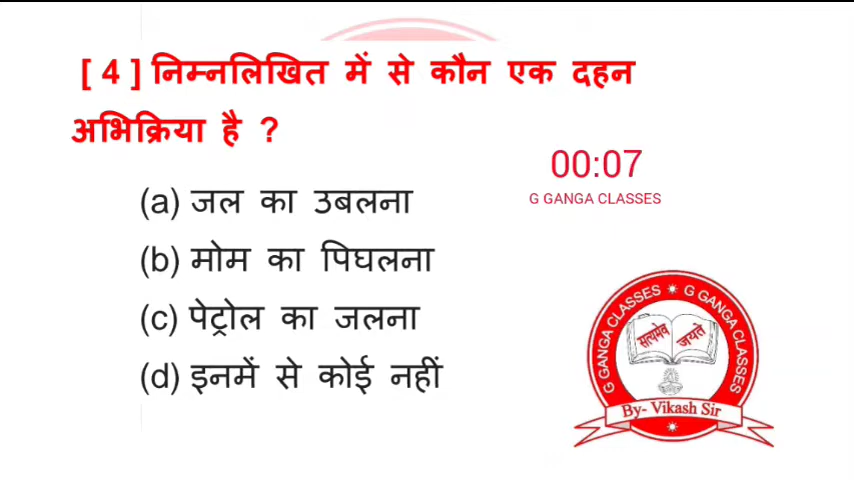 [ 4 ] निम्नलिखित में से कौन एक दहन
अभिक्रिया है ?
00:07
G GANGA CLASSES
(a) जल का उबलना
(b) मोम का पिघलना
(c) पेट्रोल का जलना
(d) इनमें से कोई नहीं
G GANGA CLASSES ✷ G GANGA CLASSES
सत्यमेव जयते
By- Vikash Sir